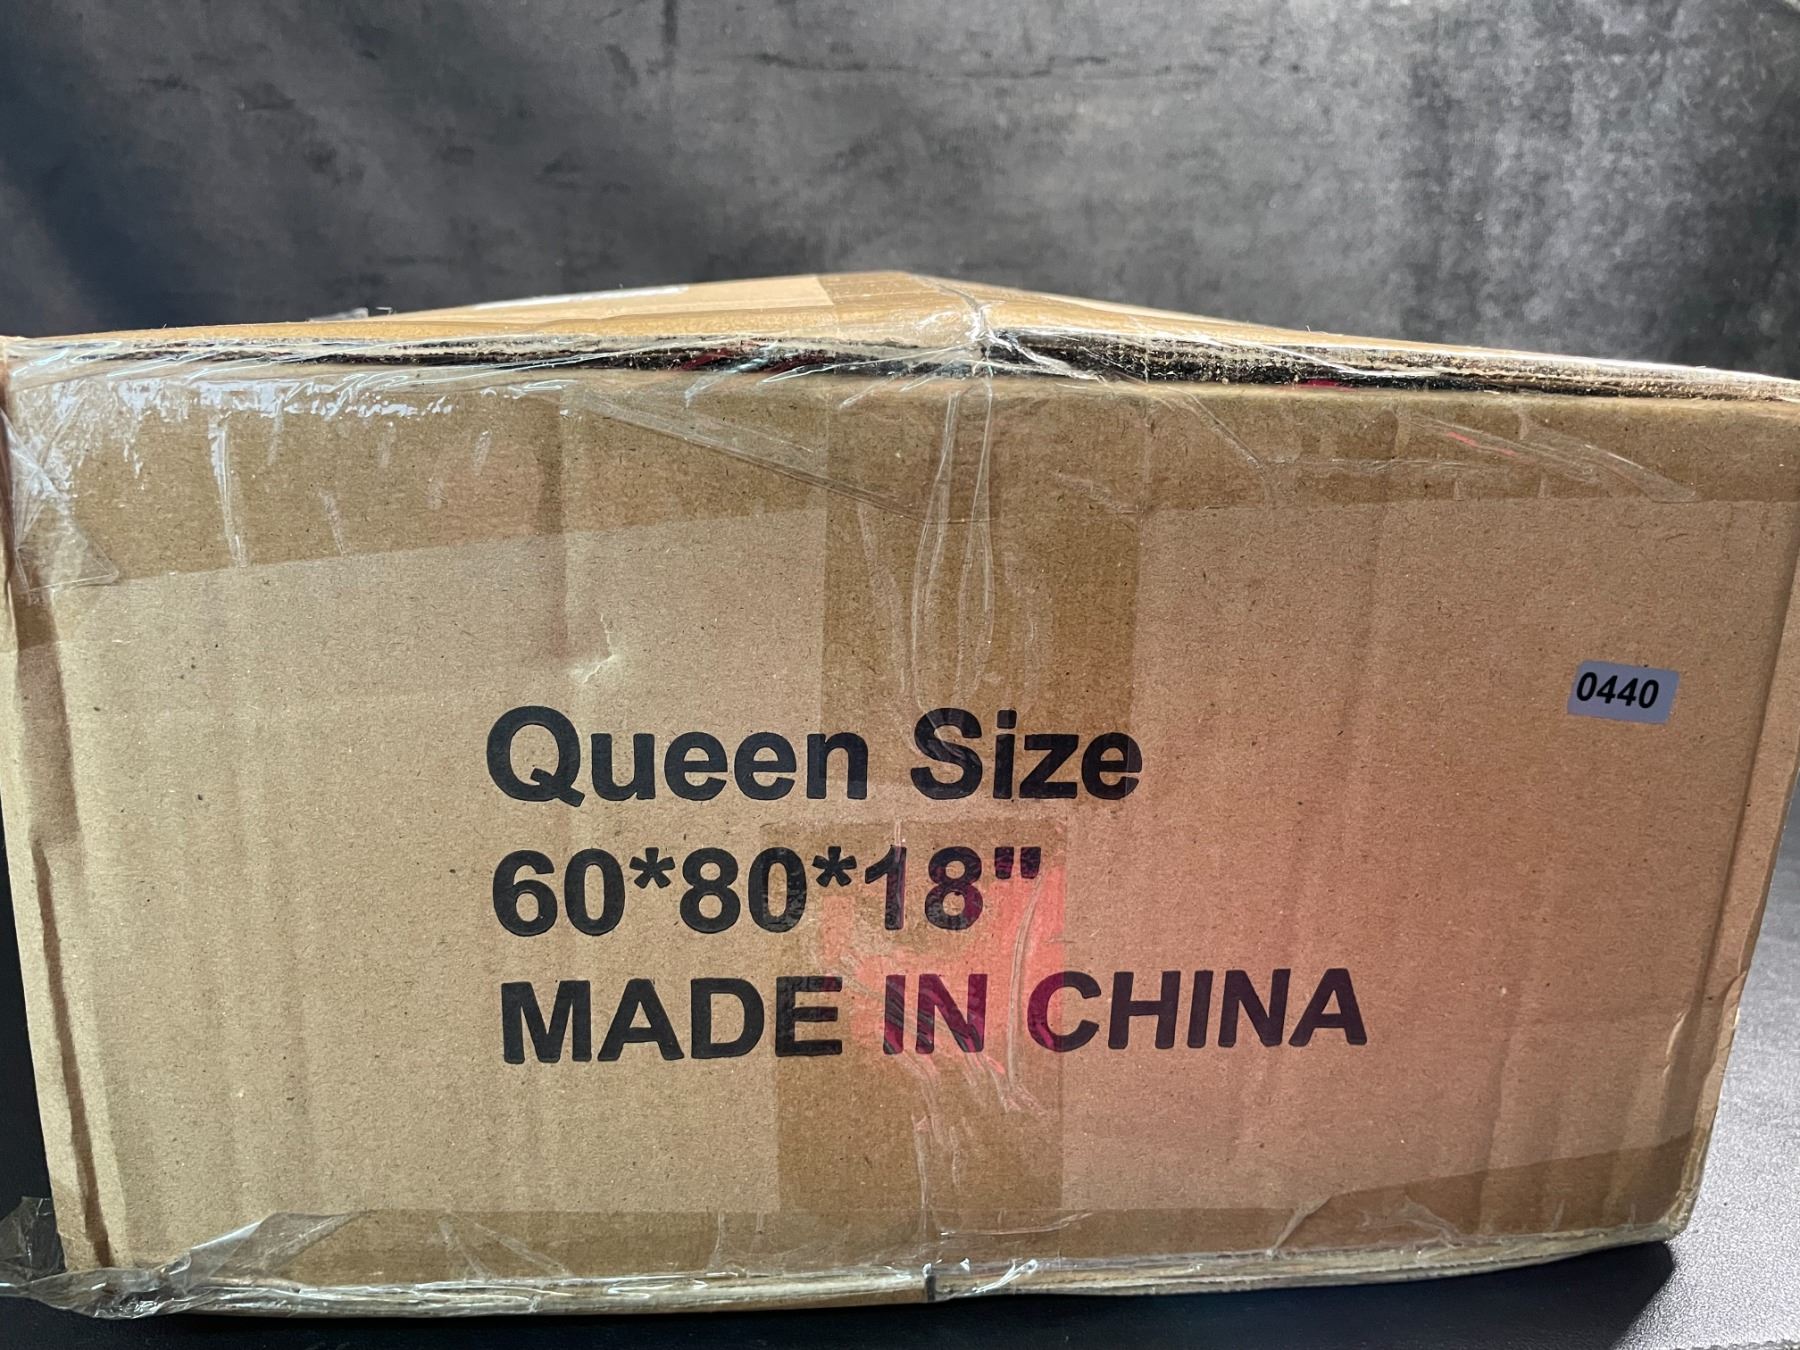 0440
Queen Size
60*80*18"
MADE IN CHINA